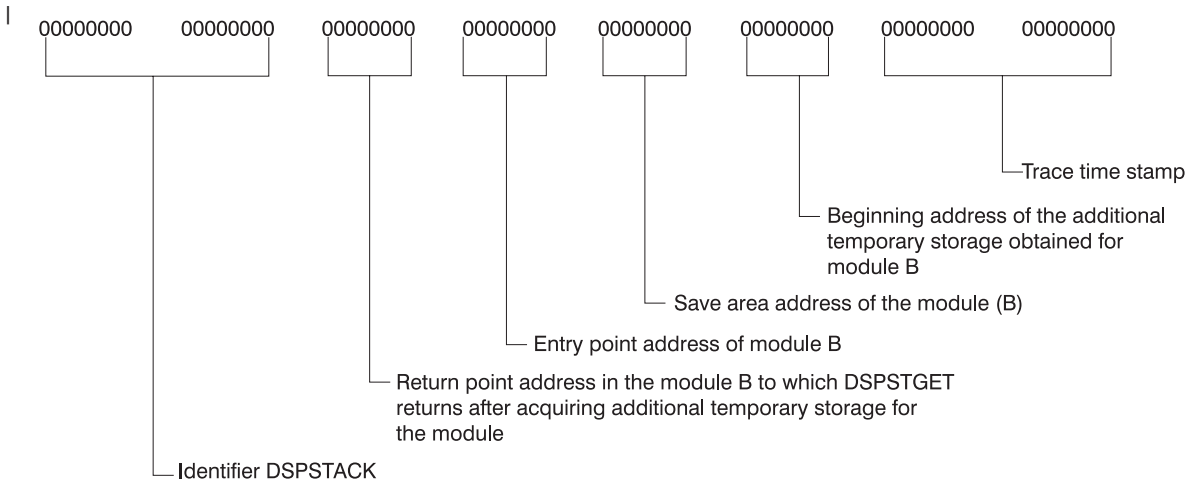 |
00000000 00000000 00000000 00000000 00000000 00000000 00000000 00000000
Trace time stamp
Beginning address of the additional
temporary storage obtained for
module B
Save area address of the module (B)
Entry point address of module B
Return point address in the module B to which DSPSTGET
returns after acquiring additional temporary storage for
the module
Identifier DSPSTACK